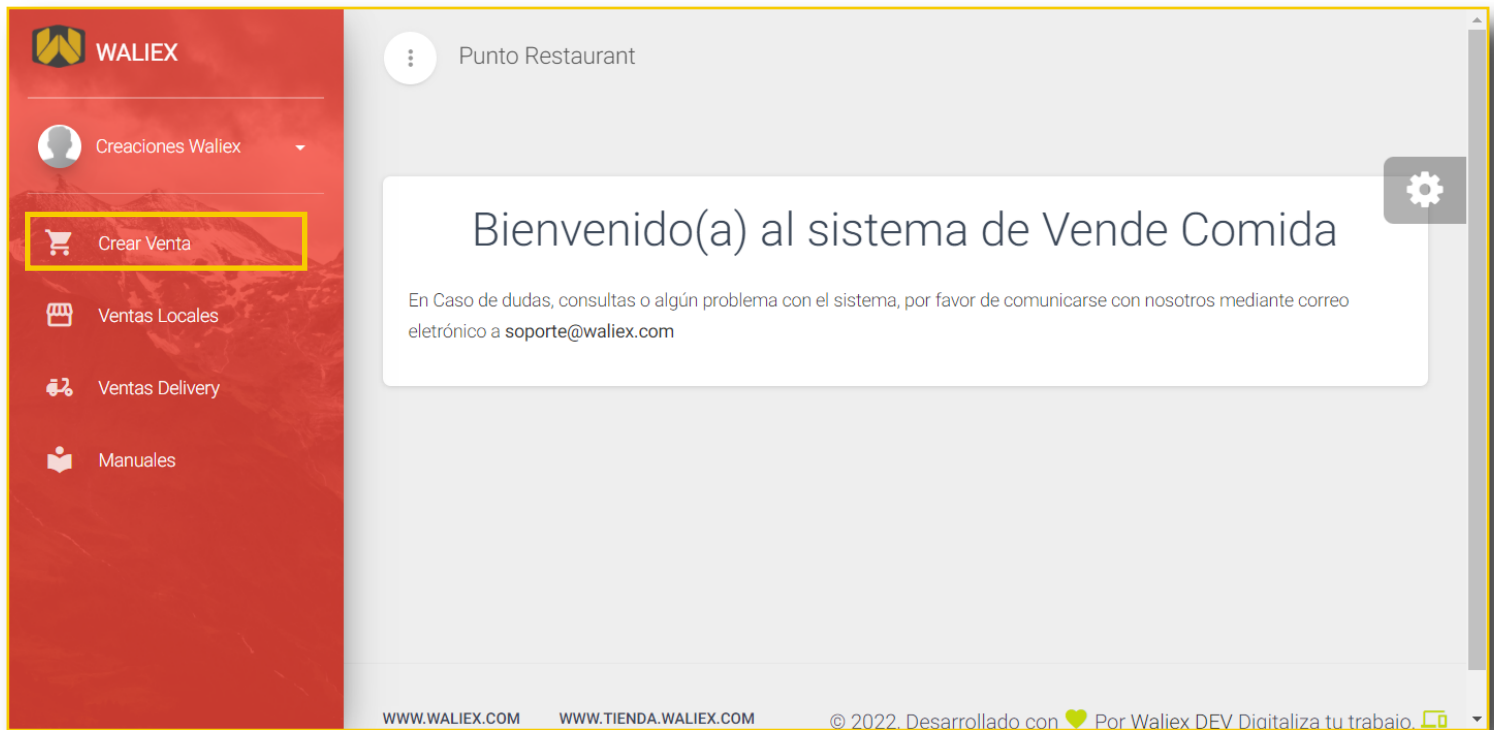 WALIEX
Creaciones Waliex
Crear Venta
Ventas Locales
Ventas Delivery
Manuales
Punto Restaurant
Bienvenido(a) al sistema de Vende Comida
En Caso de dudas, consultas o algún problema con el sistema, por favor de comunicarse con nosotros mediante correo
eletrónico a soporte@waliex.com
WWW.WALIEX.COM WWW.TIENDA.WALIEX.COM © 2022. Desarrollado con Por Waliex DEV Digitaliza tu trabajo.